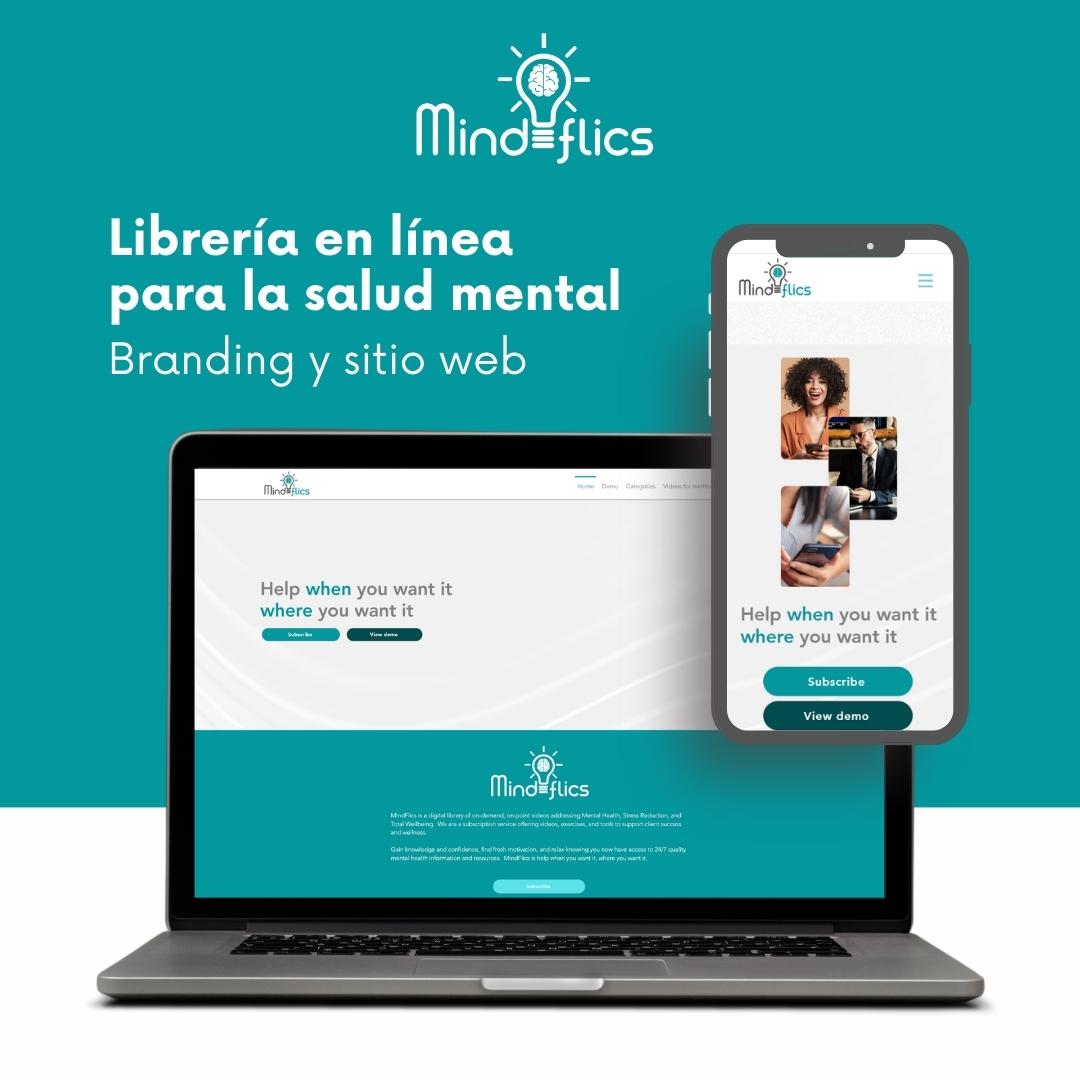 Mindflics
Librería en línea
para la salud mental
Branding y sitio web
Mindflics
Help when you want it
where you want it
Subscribe
View demo
Mindflics
Home Demo Categories Videos for
Help when you want it
where you want it
Subscribe View demo
Mindflics
MindFlics is a digital library of on-demand, on-point videos addressing Mental Health, Stress Reduction, and
Total Wellbeing. We are a subscription service offering videos, exercises, and tools to support client success
and wellness.
Gain knowledge and confidence, find fresh motivation, and relax knowing you now have access to 24/7 quality
mental health information and resources. MindFlics is help when you want it, where you want it.
Subscribe